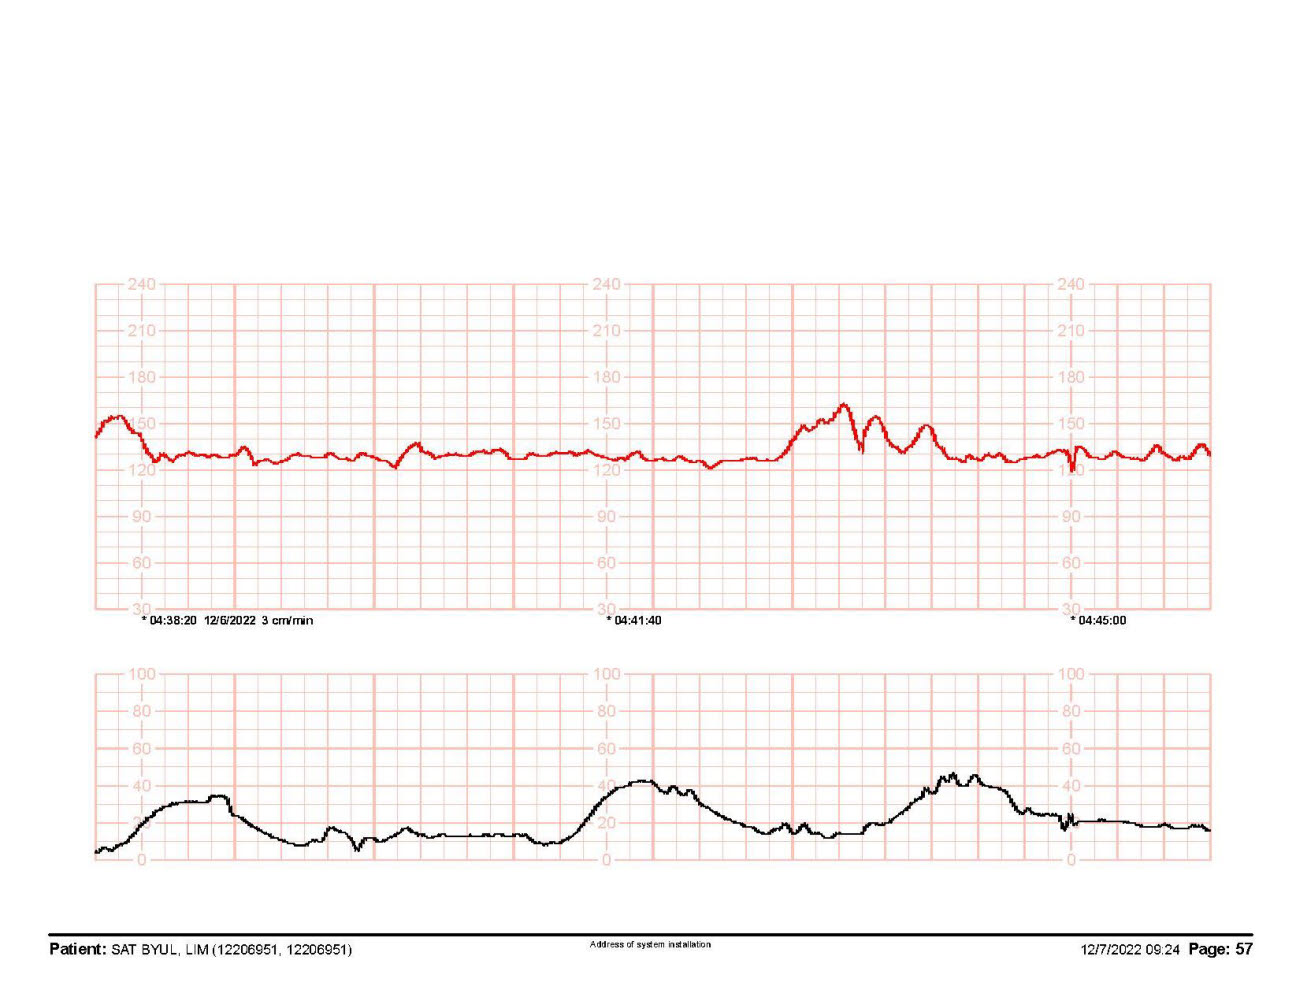 240 240 240
210 210 210
180 180 180
150 150 150
120 120 120
90 90 90
60 60 60
30 30 30
* 04:38:20 12/6/2022 3 cm/min * 04:41:40 * 04:45:00
100 100 100
80 80 80
60 60 60
40 40 40
20 20 20
0 0 0
Patient: SAT BYUL, LIM (12206951, 12206951) Address of system installation 12/7/2022 09:24 Page: 57